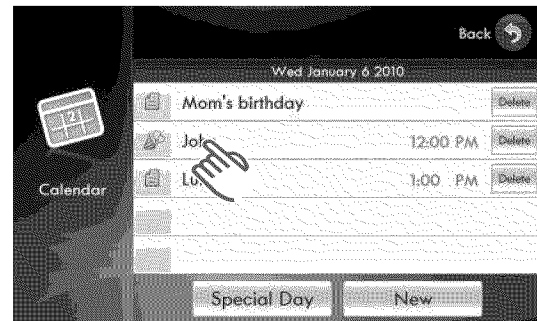 Back
Wed January 6 2010
12
Mom's birthday Delete
12:00 PM Delete
Calendar
1:00 PM Delete
Special Day New